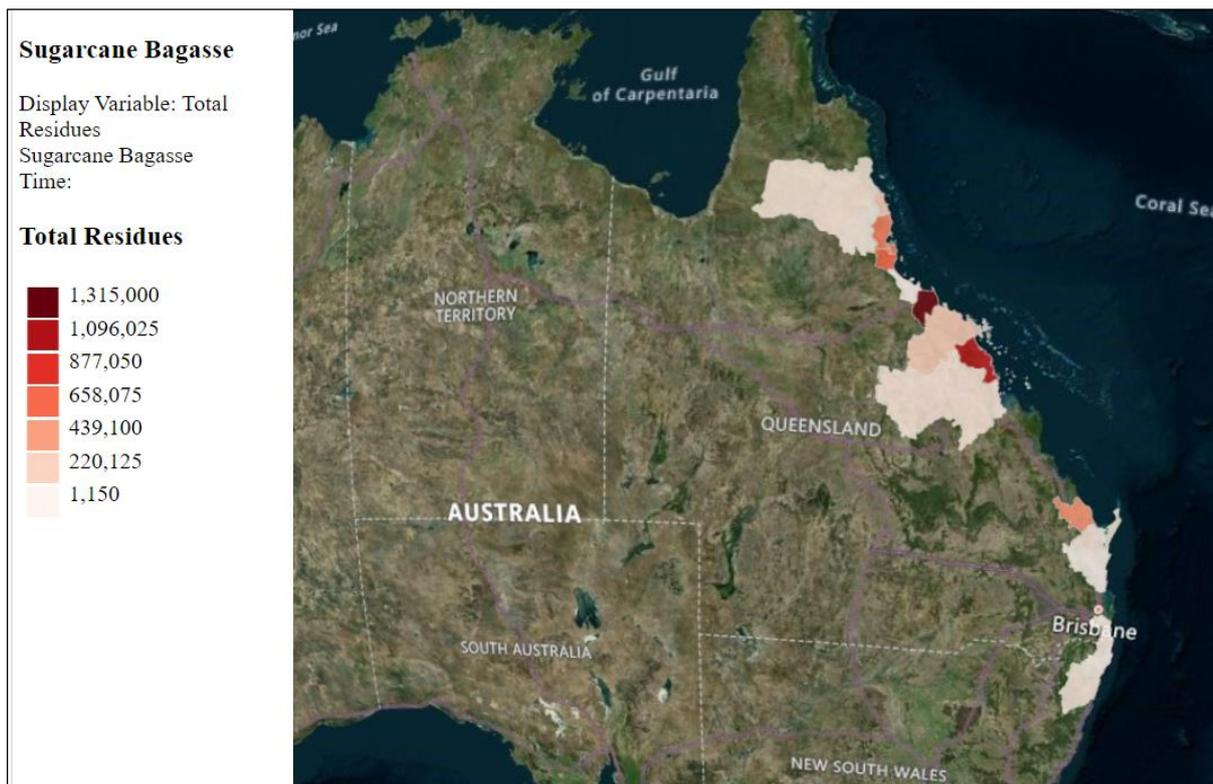 Sugarcane Bagasse
Display Variable: Total
Residues
Sugarcane Bagasse
Time:
Total Residues
1,315,000
1,096,025
877,050
658,075
439,100
220,125
1,150
nor Sea
Gulf
of Carpentaria
Coral Sea
NORTHERN
TERRITORY
QUEENSLAND
AUSTRALIA
Brisbane
SOUTH AUSTRALIA
NEW SOUTH WALES